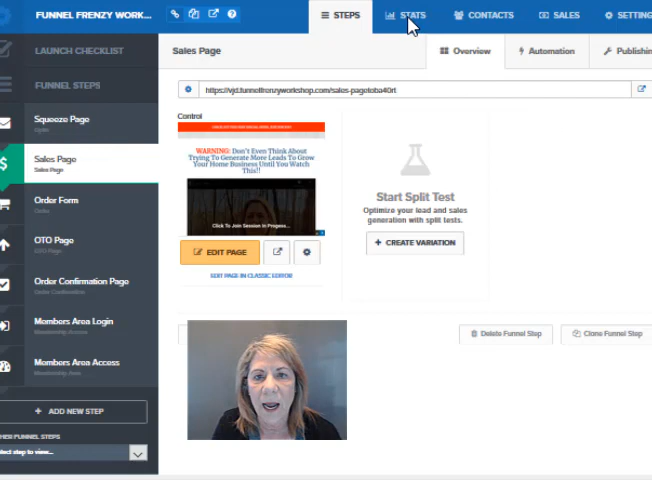 FUNNEL FRENZY WORK...
STEPS
STATS
CONTACTS
SALES
SETTING
LAUNCH CHECKLIST
FUNNEL STEPS
Squeeze Page
Optin
Sales Page
Sales Page
Order Form
OTO Page
OTO Page
Order Confirmation Page
Order Confirmation
Members Area Login
Membership Access
Members Area Access
Membership Area
+ ADD NEW STEP
HER FUNNEL STEPS
lect step to view...
Sales Page
Overview
Automation
Publishin
Control
WARNING: Don't Even Think About
Trying To Generate More Leads To Grow
Your Home Business Until You Watch
This!!
Click To Join Session In Progess...
EDIT PAGE
EDIT PAGE IN CLASSIC EDITOR
Start Split Test
Optimize your lead and sales
generation with split tests.
+ CREATE VARIATION
Delete Funnel Step
Clone Funnel Step